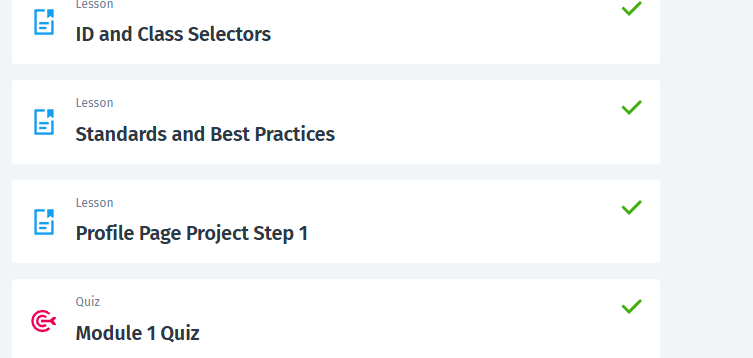 Lesson
ID and Class Selectors
Lesson
Standards and Best Practices
Lesson
Profile Page Project Step 1
Quiz
Module 1 Quiz